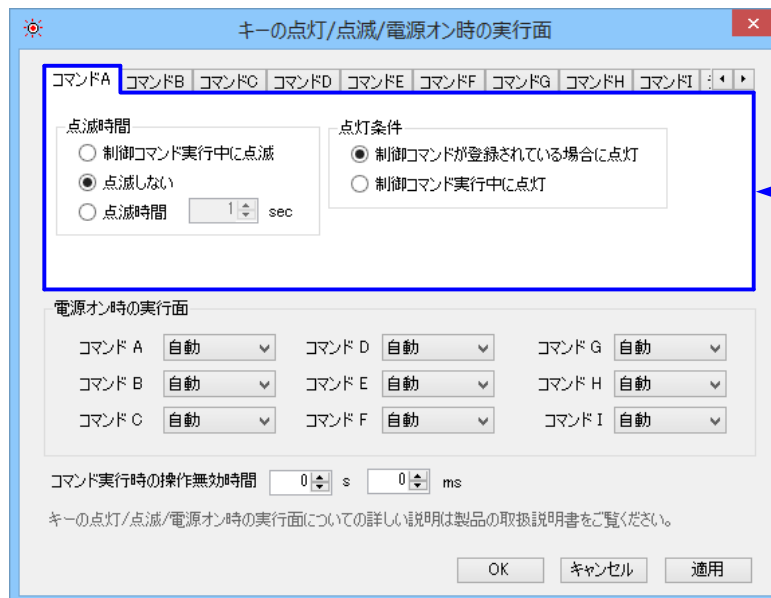 キーの点灯/点滅/電源オン時の実行面
コマンドA コマンドB コマンドC コマンドD コマンドE コマンドF コマンドG コマンドH コマンドI
点滅時間 点灯条件
制御コマンド実行中に点滅 制御コマンドが登録されている場合に点灯
点滅しない 制御コマンド実行中に点灯
点滅時間 1 sec
電源オン時の実行面
コマンド A 自動 コマンド D 自動 コマンド G 自動
コマンド B 自動 コマンド E 自動 コマンド H 自動
コマンド C 自動 コマンド F 自動 コマンド I 自動
コマンド実行時の操作無効時間 0 s 0 ms
キーの点灯/点滅/電源オン時の実行面についての詳しい説明は製品の取扱説明書をご覧ください。
OK キャンセル 適用